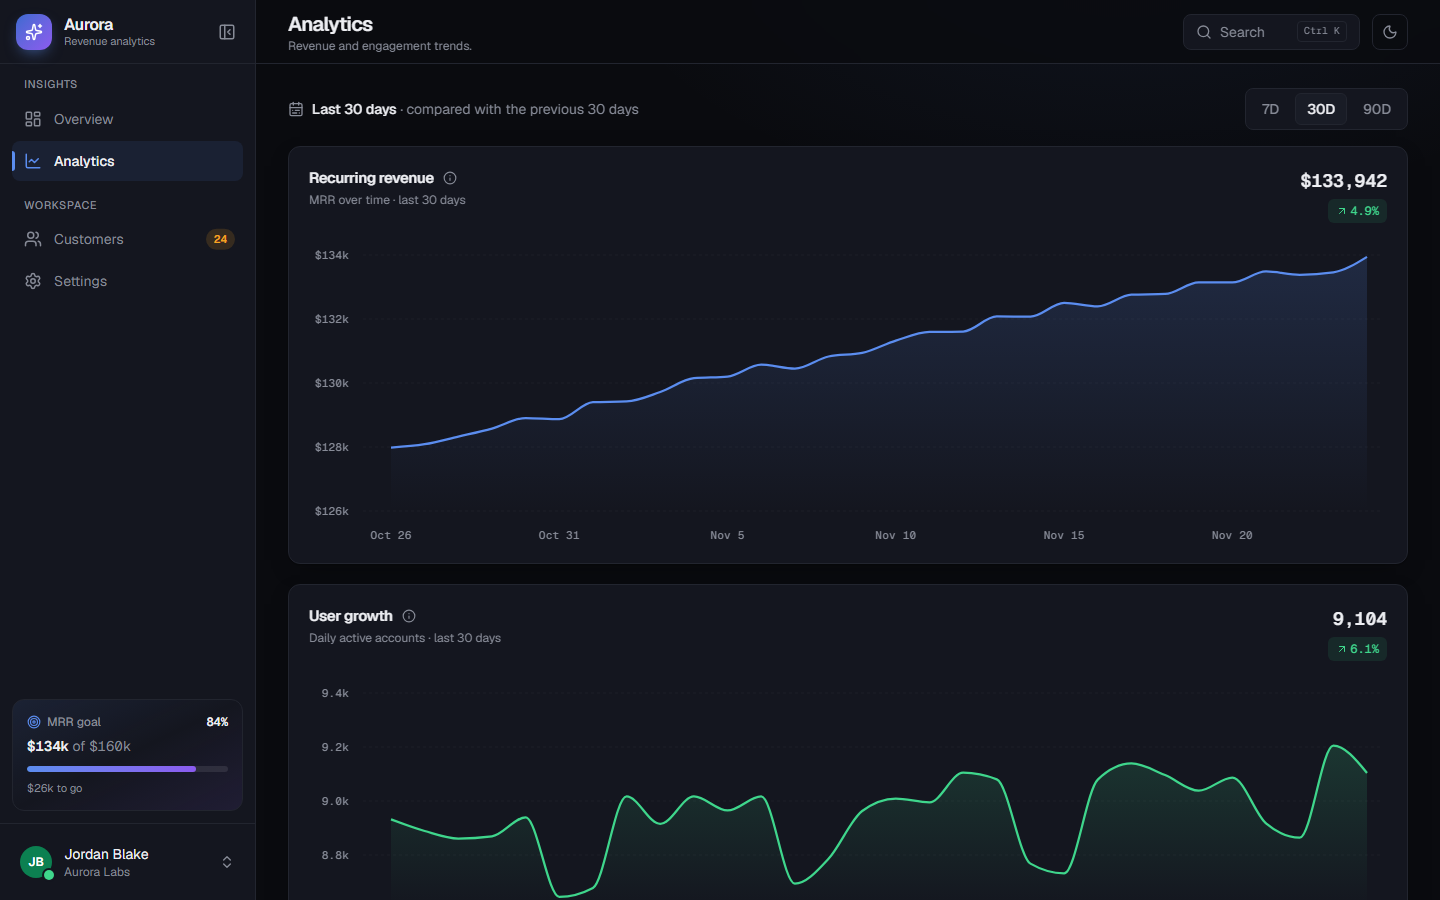 Aurora
Revenue analytics
INSIGHTS
Overview
Analytics
WORKSPACE
Customers 24
Settings
MRR goal 84%
$134k of $160k
$26k to go
JB
Jordan Blake
Aurora Labs
Analytics
Revenue and engagement trends.
Search Ctrl K
Last 30 days · compared with the previous 30 days
7D 30D 90D
Recurring revenue
MRR over time · last 30 days
$133,942
4.9%
$134k
$132k
$130k
$128k
$126k
Oct 26 Oct 31 Nov 5 Nov 10 Nov 15 Nov 20
User growth
Daily active accounts · last 30 days
9,104
6.1%
9.4k
9.2k
9.0k
8.8k